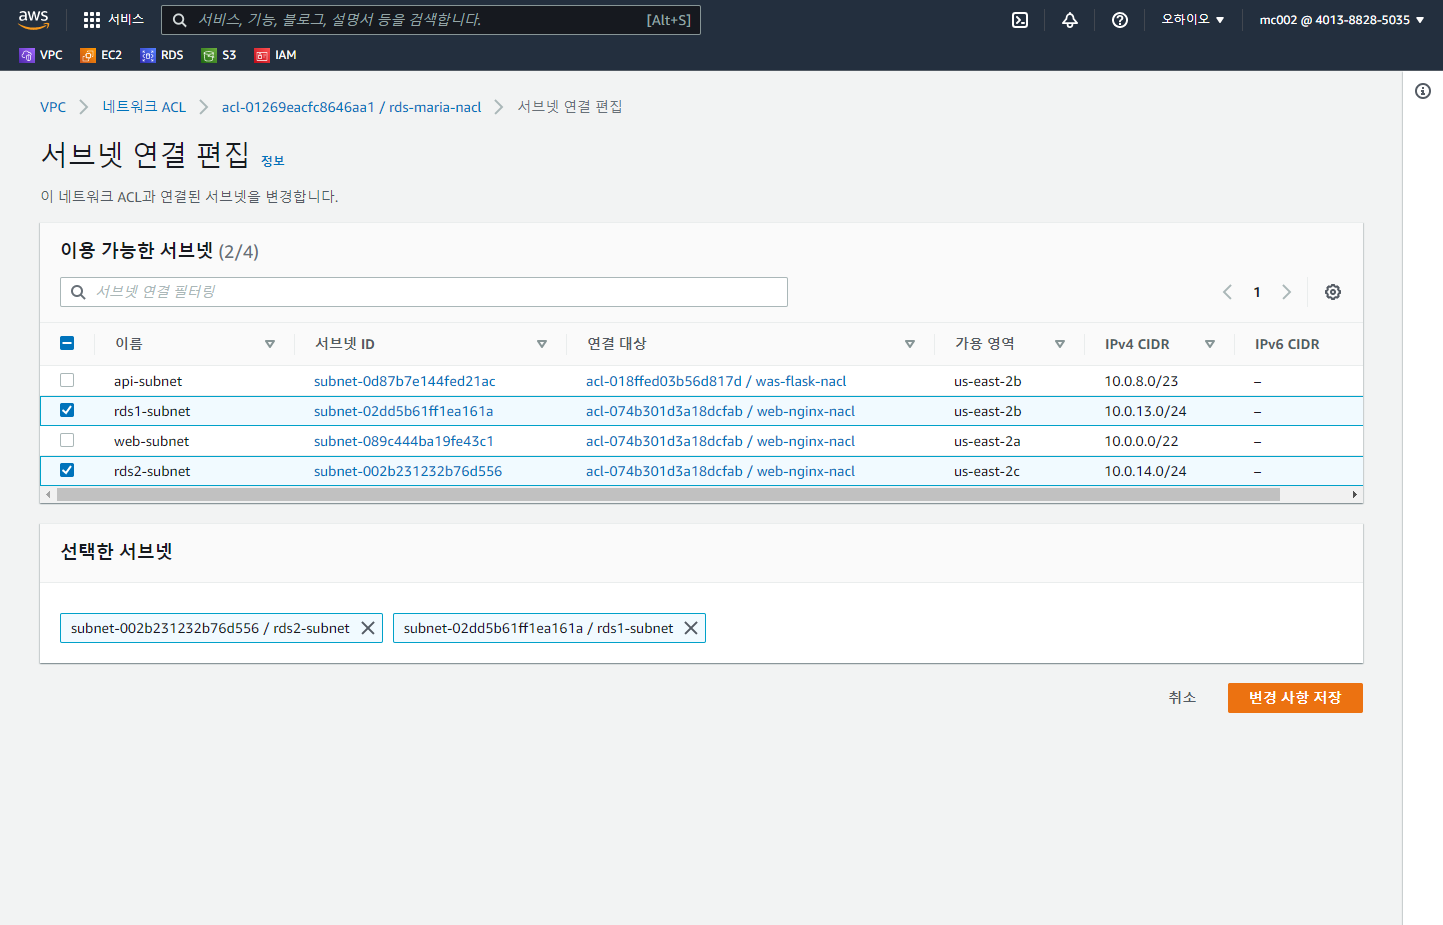 aws 서비스 서비스, 기능, 블로그, 설명서 등을 검색합니다. [Alt+S] 오하이오 mc002 @ 4013-8828-5035
VPC EC2 RDS S3 IAM
VPC 네트워크 ACL acl-01269eacfc8646aa1 / rds-maria-nacl 서브넷 연결 편집
서브넷 연결 편집 정보
이 네트워크 ACL과 연결된 서브넷을 변경합니다.
이용 가능한 서브넷 (2/4)
서브넷 연결 필터링 1
이름 서브넷 ID 연결 대상 가용 영역 IPv4 CIDR IPv6 CIDR
api-subnet subnet-0d87b7e144fed21ac acl-018ffed03b56d817d / was-flask-nacl us-east-2b 10.0.8.0/23 –
rds1-subnet subnet-02dd5b61ff1ea161a acl-074b301d3a18dcfab / web-nginx-nacl us-east-2b 10.0.13.0/24 –
web-subnet subnet-089c444ba19fe43c1 acl-074b301d3a18dcfab / web-nginx-nacl us-east-2a 10.0.0.0/22 –
rds2-subnet subnet-002b231232b76d556 acl-074b301d3a18dcfab / web-nginx-nacl us-east-2c 10.0.14.0/24 –
선택한 서브넷
subnet-002b231232b76d556 / rds2-subnet subnet-02dd5b61ff1ea161a / rds1-subnet
취소 변경 사항 저장